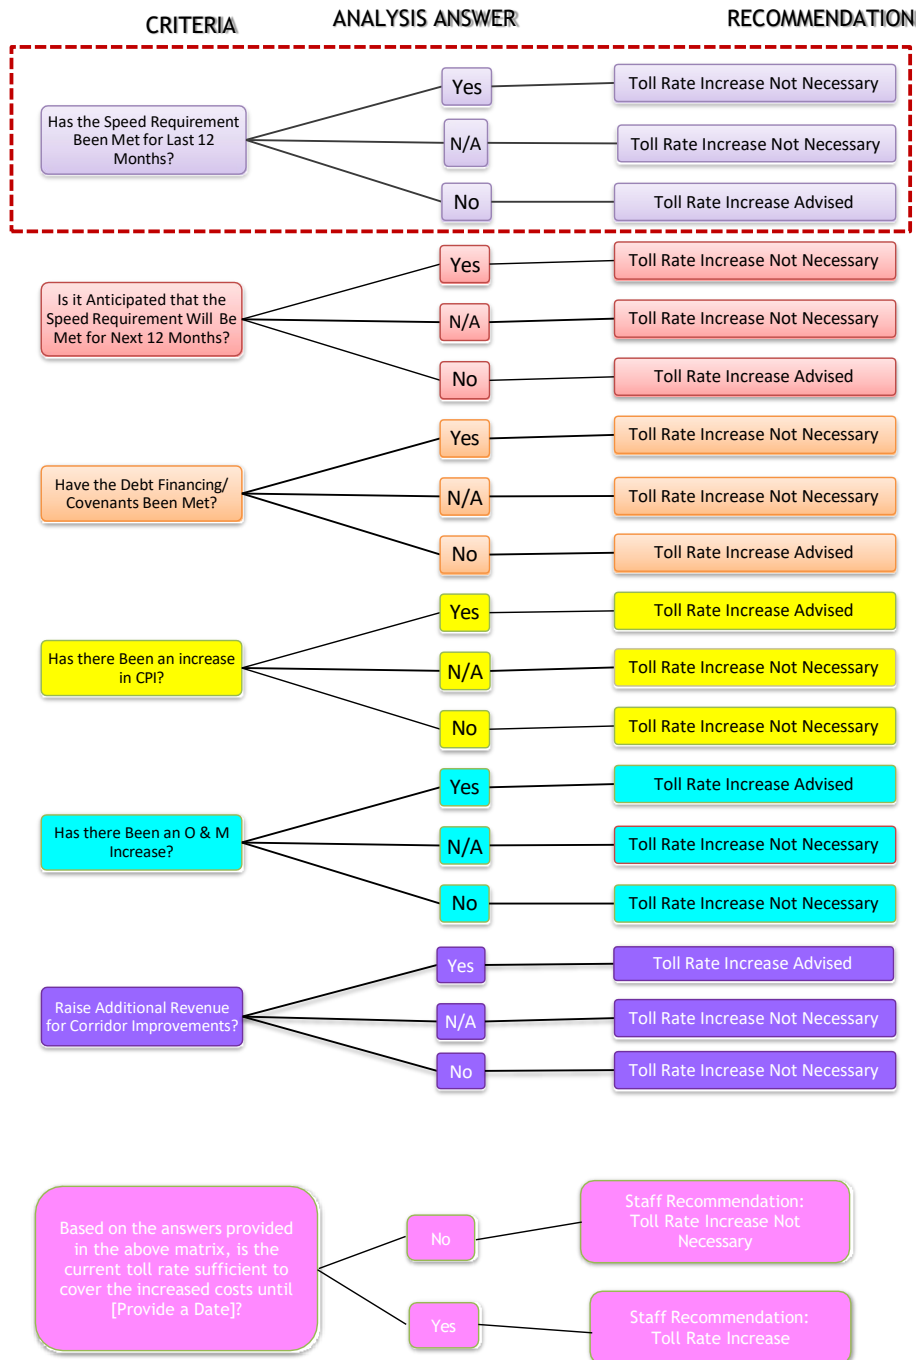 CRITERIA
ANALYSIS ANSWER
RECOMMENDATION
Has the Speed Requirement
Been Met for Last 12
Months?
Yes
Toll Rate Increase Not Necessary
N/A
Toll Rate Increase Not Necessary
No
Toll Rate Increase Advised
Is it Anticipated that the
Speed Requirement Will Be
Met for Next 12 Months?
Yes
Toll Rate Increase Not Necessary
N/A
Toll Rate Increase Not Necessary
No
Toll Rate Increase Advised
Have the Debt Financing/
Covenants Been Met?
Yes
Toll Rate Increase Not Necessary
N/A
Toll Rate Increase Not Necessary
No
Toll Rate Increase Advised
Has there Been an increase
in CPI?
Yes
Toll Rate Increase Advised
N/A
Toll Rate Increase Not Necessary
No
Toll Rate Increase Not Necessary
Has there Been an O & M
Increase?
Yes
Toll Rate Increase Advised
N/A
Toll Rate Increase Not Necessary
No
Toll Rate Increase Not Necessary
Raise Additional Revenue
for Corridor Improvements?
Yes
Toll Rate Increase Advised
N/A
Toll Rate Increase Not Necessary
No
Toll Rate Increase Not Necessary
Based on the answers provided
in the above matrix, is the
current toll rate sufficient to
cover the increased costs until
[Provide a Date]?
No
Staff Recommendation:
Toll Rate Increase Not
Necessary
Yes
Staff Recommendation:
Toll Rate Increase